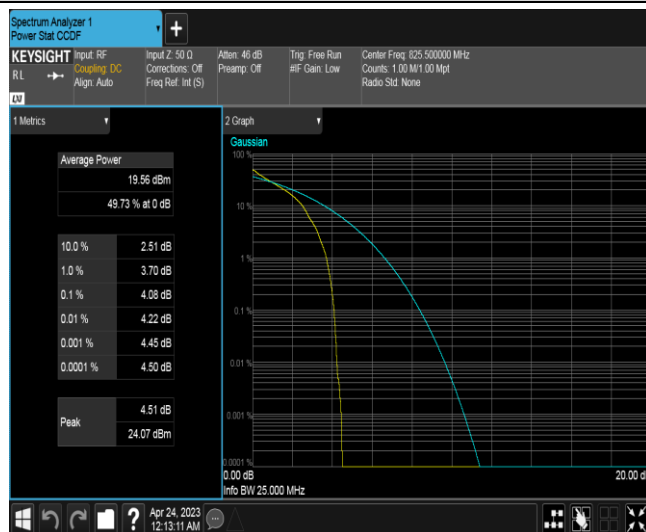 Spectrum Analyzer 1
Power Stat CCDF
KEYSIGHT Input: RF Input Z: 50 Ω Atten: 46 dB Trig: Free Run Center Freq: 825.500000 MHz
RL Coupling: DC Corrections: Off Preamp: Off #IF Gain: Low Counts: 1.00 M/1.00 Mpt
Align: Auto Freq Ref: Int (S) Radio Std: None
LXI
1 Metrics
Average Power
19.56 dBm
49.73 % at 0 dB
10.0 % 2.51 dB
1.0 % 3.70 dB
0.1 % 4.08 dB
0.01 % 4.22 dB
0.001 % 4.45 dB
0.0001 % 4.50 dB
Peak 4.51 dB
24.07 dBm
2 Graph
Gaussian
100 %
10 %
1 %
0.1 %
0.01 %
0.001 %
0.0001 %
0.00 dB 20.00 d
Info BW 25.000 MHz
Apr 24, 2023
12:13:11 AM